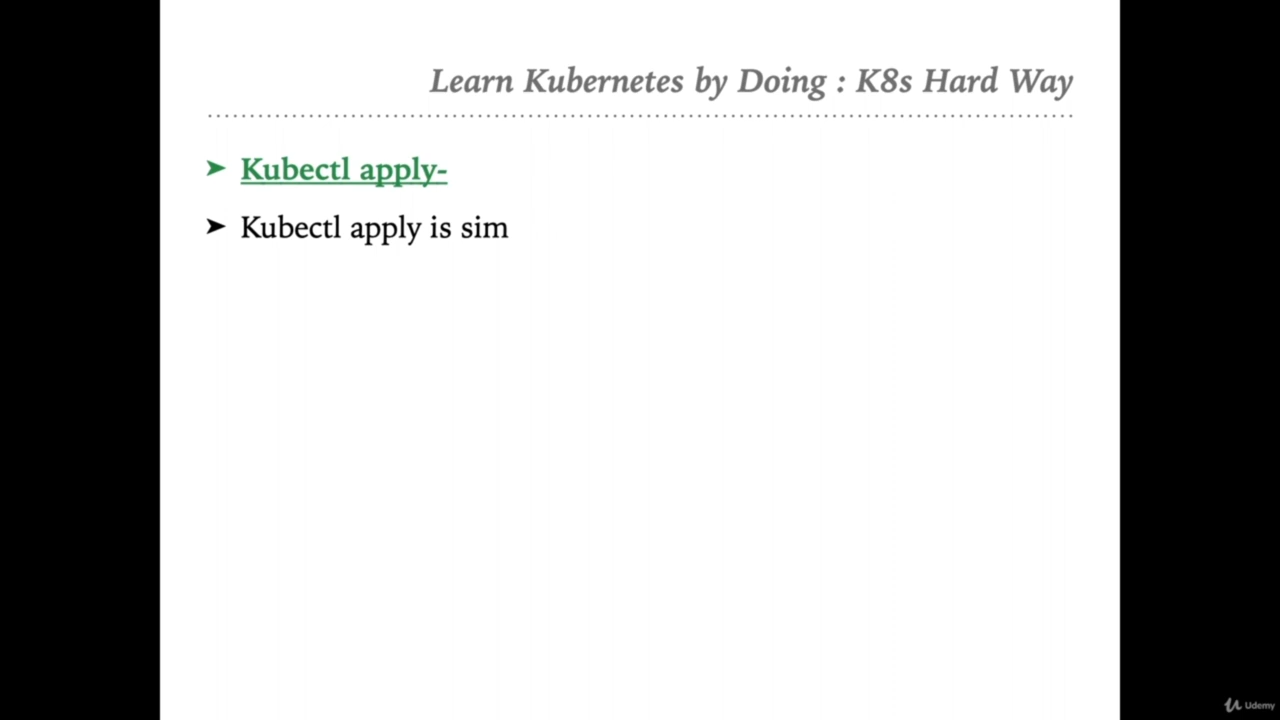 Learn Kubernetes by Doing : K8s Hard Way
➤ Kubectl apply-
➤ Kubectl apply is sim
Udemy